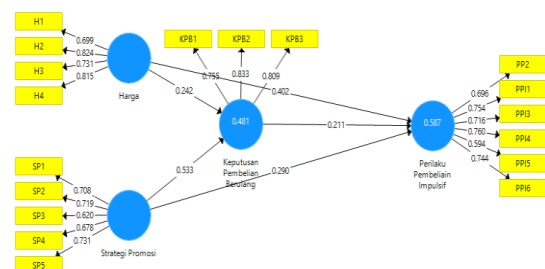 H1
H2
H3
H4
0.699
0.824
0.731
0.815
Harga
KPB1
KPB2
KPB3
0.755
0.833
0.809
0.242
0.402
0.481
Keputusan
Pembelian
Berulang
0.211
0.533
0.290
0.587
Perilaku
Pembeliain
Impulsif
PP2
PPI1
PPI3
PPI4
PPI5
PPI6
0.696
0.754
0.716
0.760
0.594
0.744
SP1
SP2
SP3
SP4
SP5
0.708
0.719
0.620
0.678
0.731
Strategi Promosi